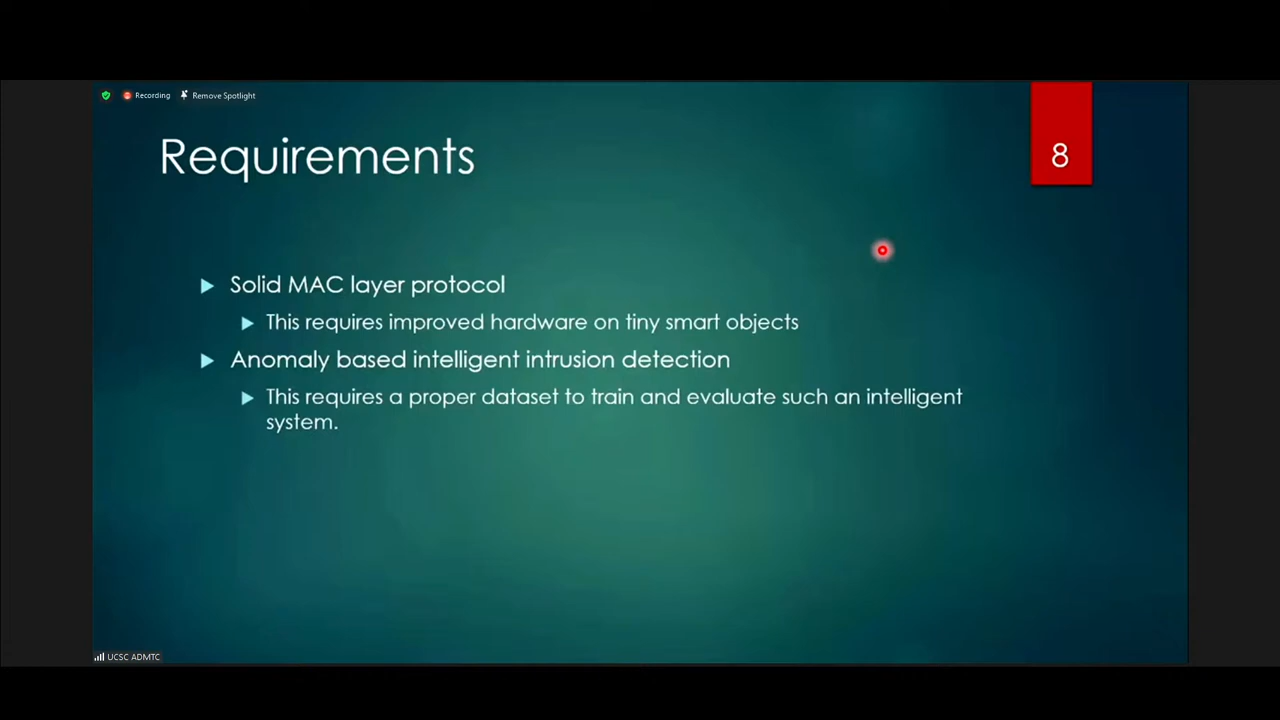 Recording Remove Spotlight
Requirements
8
Solid MAC layer protocol
This requires improved hardware on tiny smart objects
Anomaly based intelligent intrusion detection
This requires a proper dataset to train and evaluate such an intelligent
system.
UCSC ADMTC